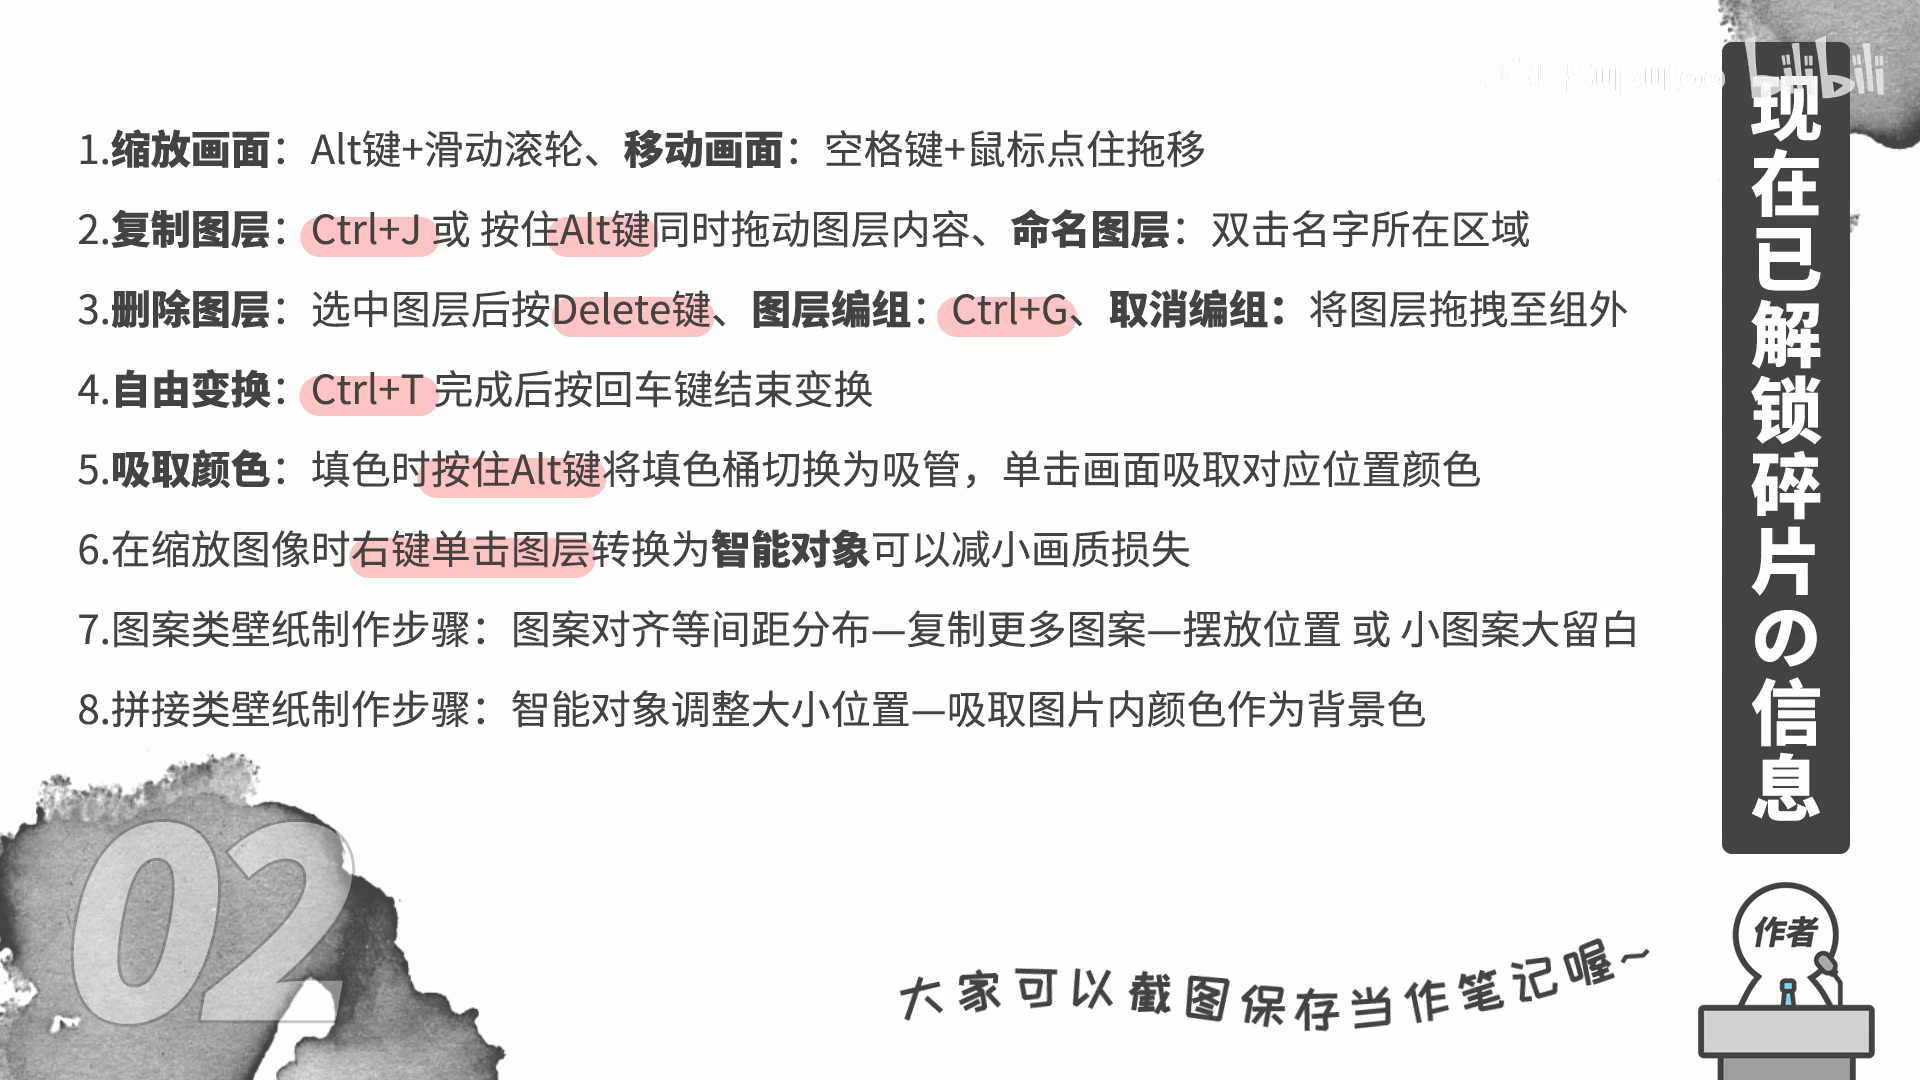 1.缩放画面：Alt键+滑动滚轮、移动画面：空格键+鼠标点住拖移
2.复制图层：Ctrl+J 或 按住Alt键同时拖动图层内容、命名图层：双击名字所在区域
3.删除图层：选中图层后按Delete键、图层编组：Ctrl+G、取消编组：将图层拖拽至组外
4.自由变换：Ctrl+T 完成后按回车键结束变换
5.吸取颜色：填色时按住Alt键将填色桶切换为吸管，单击画面吸取对应位置颜色
6.在缩放图像时右键单击图层转换为智能对象可以减小画质损失
7.图案类壁纸制作步骤：图案对齐等间距分布—复制更多图案—摆放位置 或 小图案大留白
8.拼接类壁纸制作步骤：智能对象调整大小位置—吸取图片内颜色作为背景色
现在已解锁碎片の信息
bilibili
02
大家可以截图保存当作笔记喔~
作者